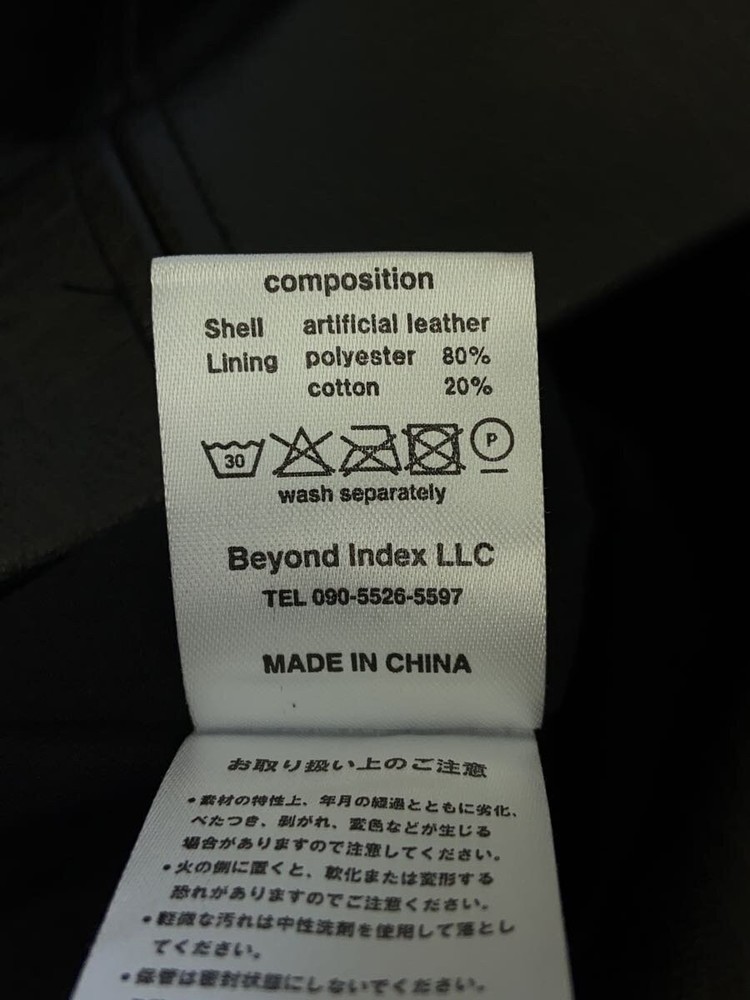 composition
Shell artificial leather
Lining polyester 80%
cotton 20%
30 P
wash separately
Beyond Index LLC
TEL 090-5526-5597
MADE IN CHINA
お取り扱い上のご注意
•素材の特性上、年月の経過とともに劣化、
べたつき、剥がれ、変色などが生じる
場合がありますので注意してください。
•火の側に置くと、軟化または変形する
恐れがありますのでご注意ください。
•軽微な汚れは中性洗剤を使用して落とし
てください。
•保管は密封状態にしないでください。